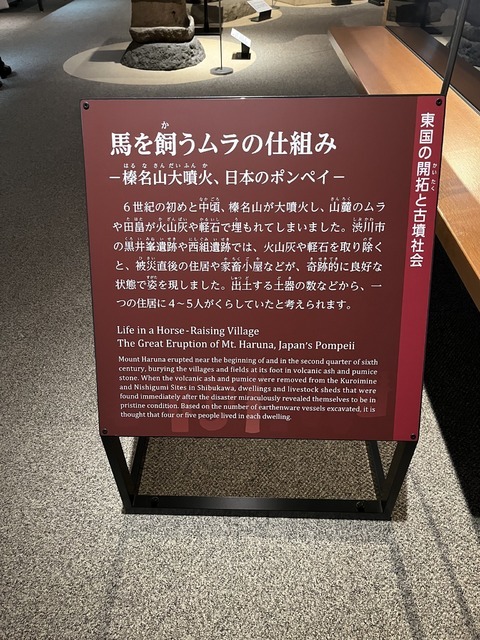 馬を飼うムラの仕組み
－榛名山大噴火、日本のポンペイ－
６世紀の初めと中頃、榛名山が大噴火し、山麓のムラ
や田畠が火山灰や軽石で埋もれてしまいました。渋川市
の黒井峯遺跡や西組遺跡では、火山灰や軽石を取り除く
と、被災直後の住居や家畜小屋などが、奇跡的に良好な
状態で姿を現しました。出土する土器の数などから、一
つの住居に４～５人がくらしていたと考えられます。
Life in a Horse-Raising Village
The Great Eruption of Mt. Haruna, Japan's Pompeii
Mount Haruna erupted near the beginning of and in the second quarter of sixth
century, burying the villages and fields at its foot in volcanic ash and pumice
stone. When the volcanic ash and pumice were removed from the Kuroimine
and Nishigumi Sites in Shibukawa, dwellings and livestock sheds that were
found immediately after the disaster miraculously revealed themselves to be in
pristine condition. Based on the number of earthenware vessels excavated, it is
thought that four or five people lived in each dwelling.
東国の開拓と古墳社会